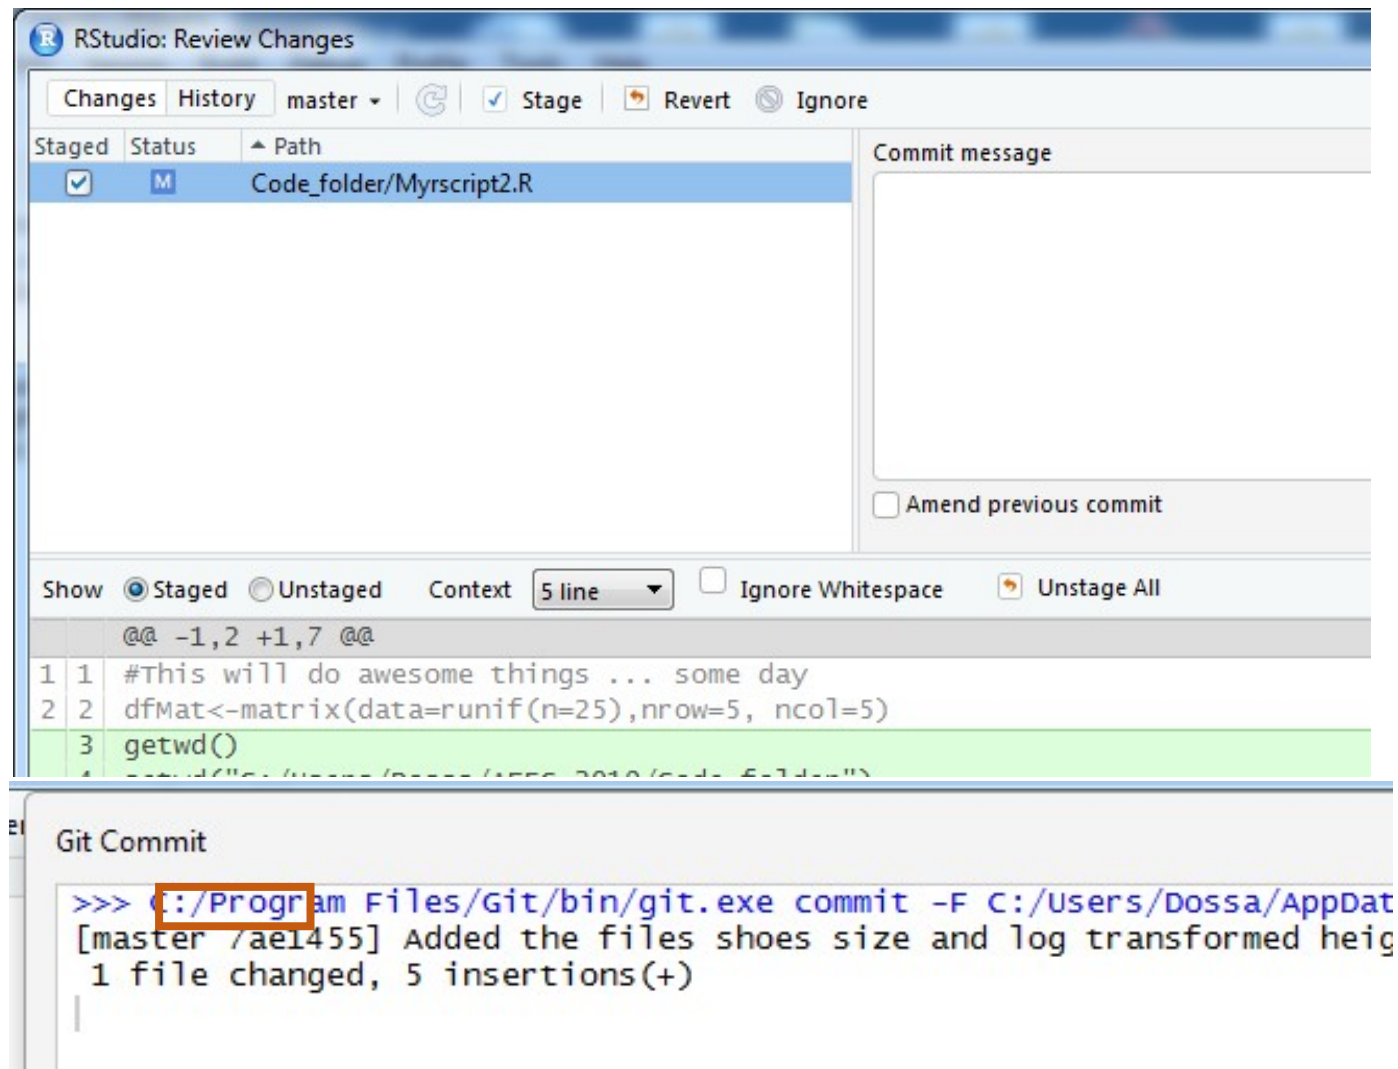 RStudio: Review Changes
Changes History master Stage Revert Ignore
Staged Status Path
Commit message
M Code_folder/Myrscript2.R
Amend previous commit
Show Staged Unstaged Context 5 line Ignore Whitespace Unstage All
@@ -1,2 +1,7 @@
1 1 #This will do awesome things ... some day
2 2 dfMat<-matrix(data=runif(n=25),nrow=5, ncol=5)
3 getwd()
Git Commit
>>> C:/Program Files/Git/bin/git.exe commit -F C:/Users/Dossa/AppDat
[master 7ae1455] Added the files shoes size and log transformed heig
1 file changed, 5 insertions(+)